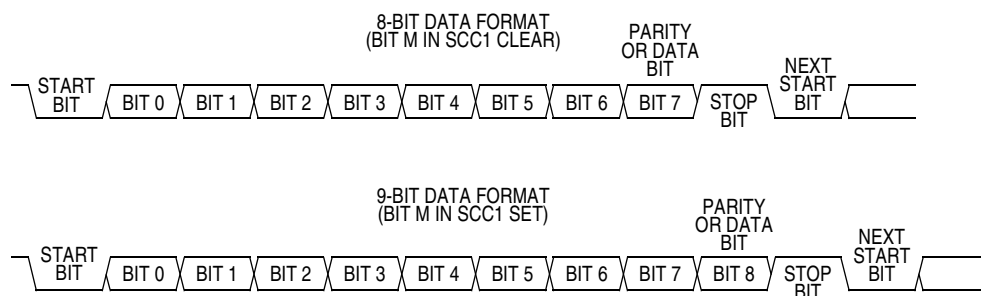 8-BIT DATA FORMAT
(BIT M IN SCC1 CLEAR)
PARITY
OR DATA
BIT
START
BIT
BIT 0
BIT 1
BIT 2
BIT 3
BIT 4
BIT 5
BIT 6
BIT 7
STOP
BIT
NEXT
START
BIT
9-BIT DATA FORMAT
(BIT M IN SCC1 SET)
PARITY
OR DATA
BIT
START
BIT
BIT 0
BIT 1
BIT 2
BIT 3
BIT 4
BIT 5
BIT 6
BIT 7
BIT 8
STOP
BIT
NEXT
START
BIT